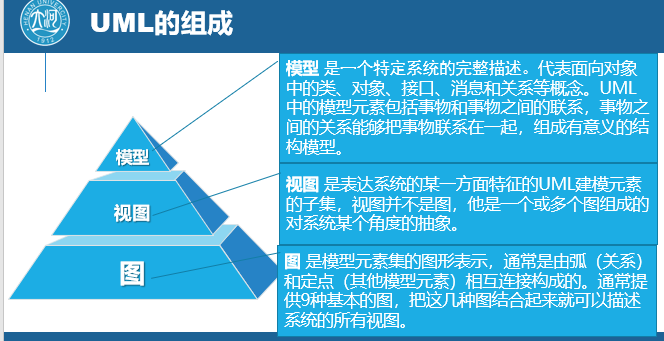 HENAN UNIVERSITY
1912
UML的组成
模型 是一个特定系统的完整描述。代表面向对象
中的类、对象、接口、消息和关系等概念。UML
中的模型元素包括事物和事物之间的联系，事物之
间的关系能够把事物联系在一起，组成有意义的结
构模型。
模型
视图 是表达系统的某一方面特征的UML建模元素
的子集，视图并不是图，他是一个或多个图组成的
对系统某个角度的抽象。
视图
图 是模型元素集的图形表示，通常是由弧（关系）
和定点（其他模型元素）相互连接构成的。通常提
供9种基本的图，把这几种图结合起来就可以描述
系统的所有视图。
图